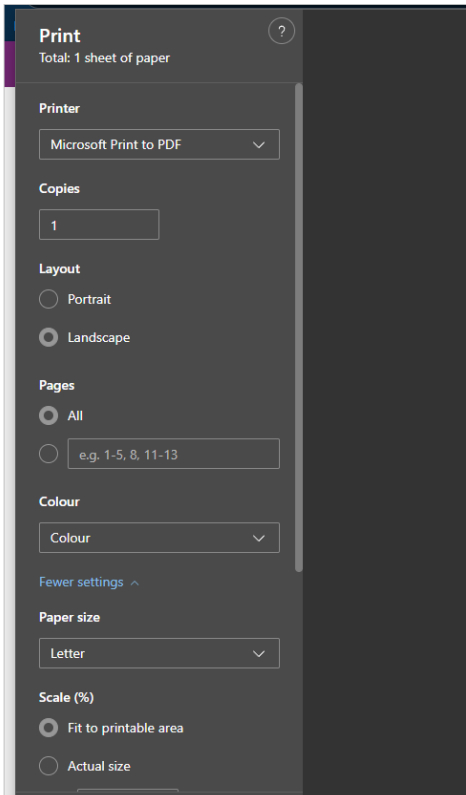 Print
?
Total: 1 sheet of paper
Printer
Microsoft Print to PDF
Copies
1
Layout
Portrait
Landscape
Pages
All
e.g. 1-5, 8, 11-13
Colour
Colour
Fewer settings
Paper size
Letter
Scale (%)
Fit to printable area
Actual size